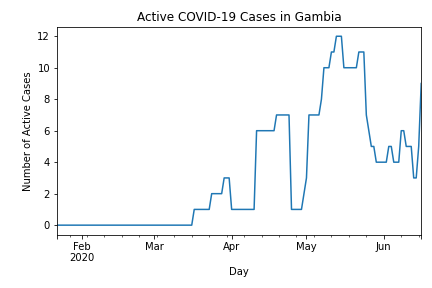 Active COVID-19 Cases in Gambia
12
10
8
6
4
2
0
Number of Active Cases
Feb Mar Apr May Jun
2020
Day